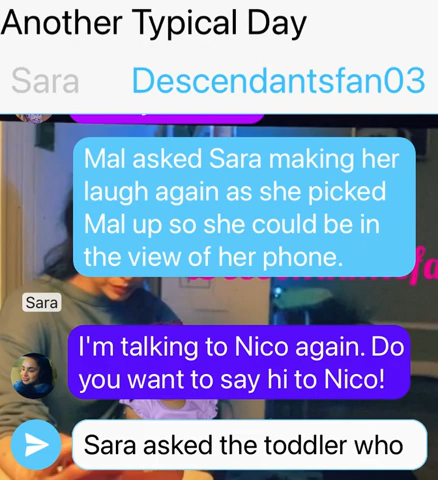 Another Typical Day
Sara Descendantsfan03
Mal asked Sara making her
laugh again as she picked
Mal up so she could be in
the view of her phone.
Sara
I'm talking to Nico again. Do
you want to say hi to Nico!
Sara asked the toddler who